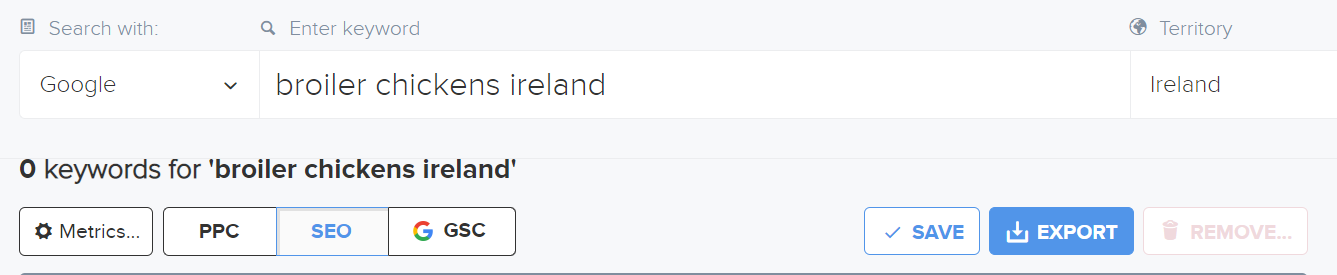 Search with: Enter keyword Territory
Google broiler chickens ireland Ireland
0 keywords for 'broiler chickens ireland'
Metrics... PPC SEO GSC SAVE EXPORT REMOVE...